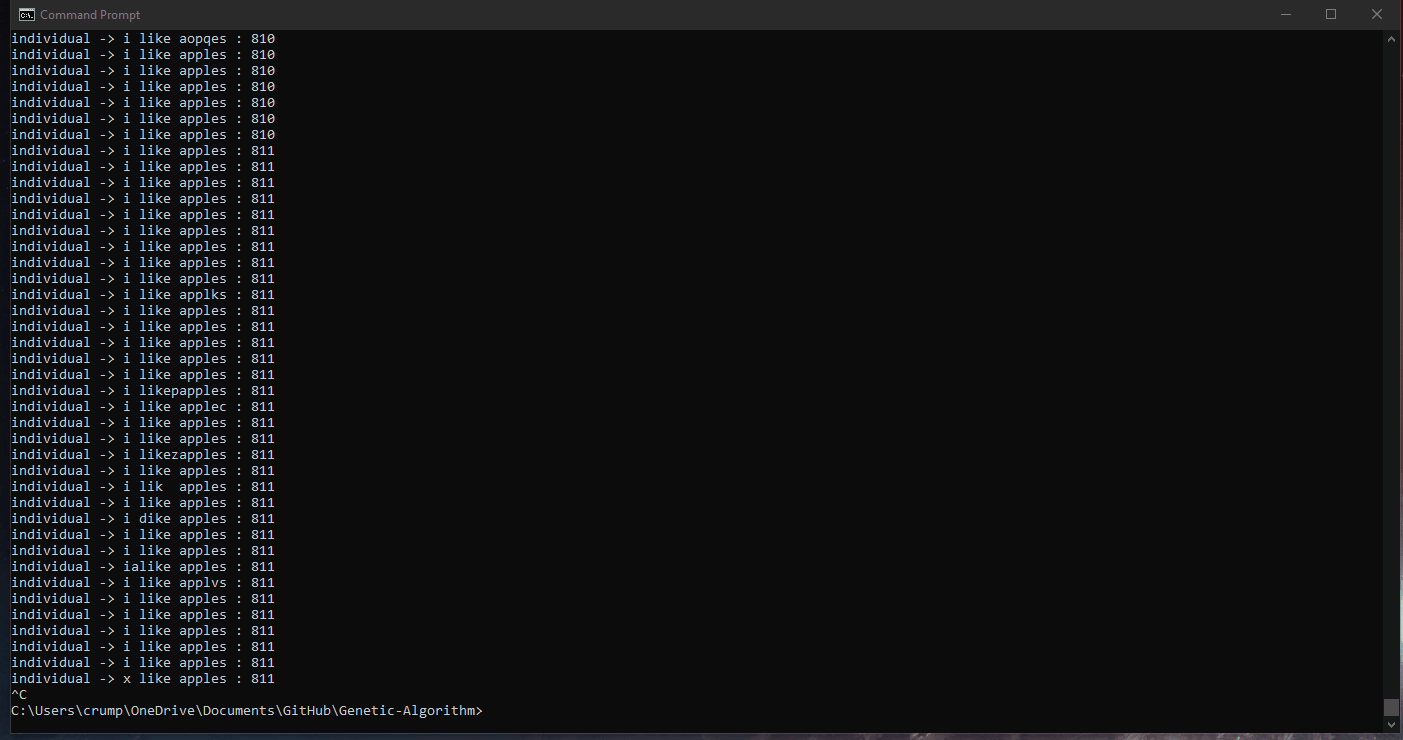 Command Prompt
individual -> i like aopqes : 810
individual -> i like apples : 810
individual -> i like apples : 810
individual -> i like apples : 810
individual -> i like apples : 810
individual -> i like apples : 810
individual -> i like apples : 810
individual -> i like apples : 811
individual -> i like apples : 811
individual -> i like apples : 811
individual -> i like apples : 811
individual -> i like apples : 811
individual -> i like apples : 811
individual -> i like apples : 811
individual -> i like apples : 811
individual -> i like apples : 811
individual -> i like applks : 811
individual -> i like apples : 811
individual -> i like apples : 811
individual -> i like apples : 811
individual -> i like apples : 811
individual -> i like apples : 811
individual -> i likepapples : 811
individual -> i like applec : 811
individual -> i like apples : 811
individual -> i like apples : 811
individual -> i likezapples : 811
individual -> i like apples : 811
individual -> i lik  apples : 811
individual -> i like apples : 811
individual -> i dike apples : 811
individual -> i like apples : 811
individual -> i like apples : 811
individual -> ialike apples : 811
individual -> i like applvs : 811
individual -> i like apples : 811
individual -> i like apples : 811
individual -> i like apples : 811
individual -> i like apples : 811
individual -> i like apples : 811
individual -> x like apples : 811
^C
C:\Users\crump\OneDrive\Documents\GitHub\Genetic-Algorithm>